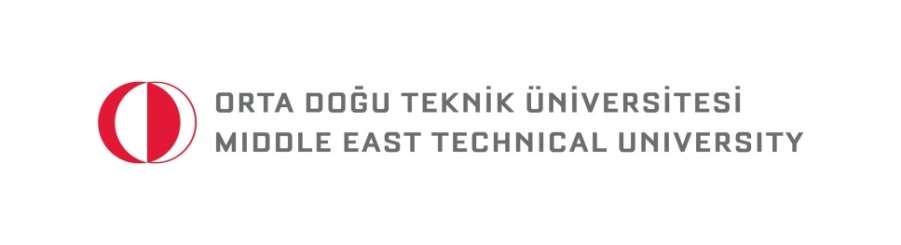 ORTA DOĞU TEKNİK ÜNİVERSİTESİ
MIDDLE EAST TECHNICAL UNIVERSITY